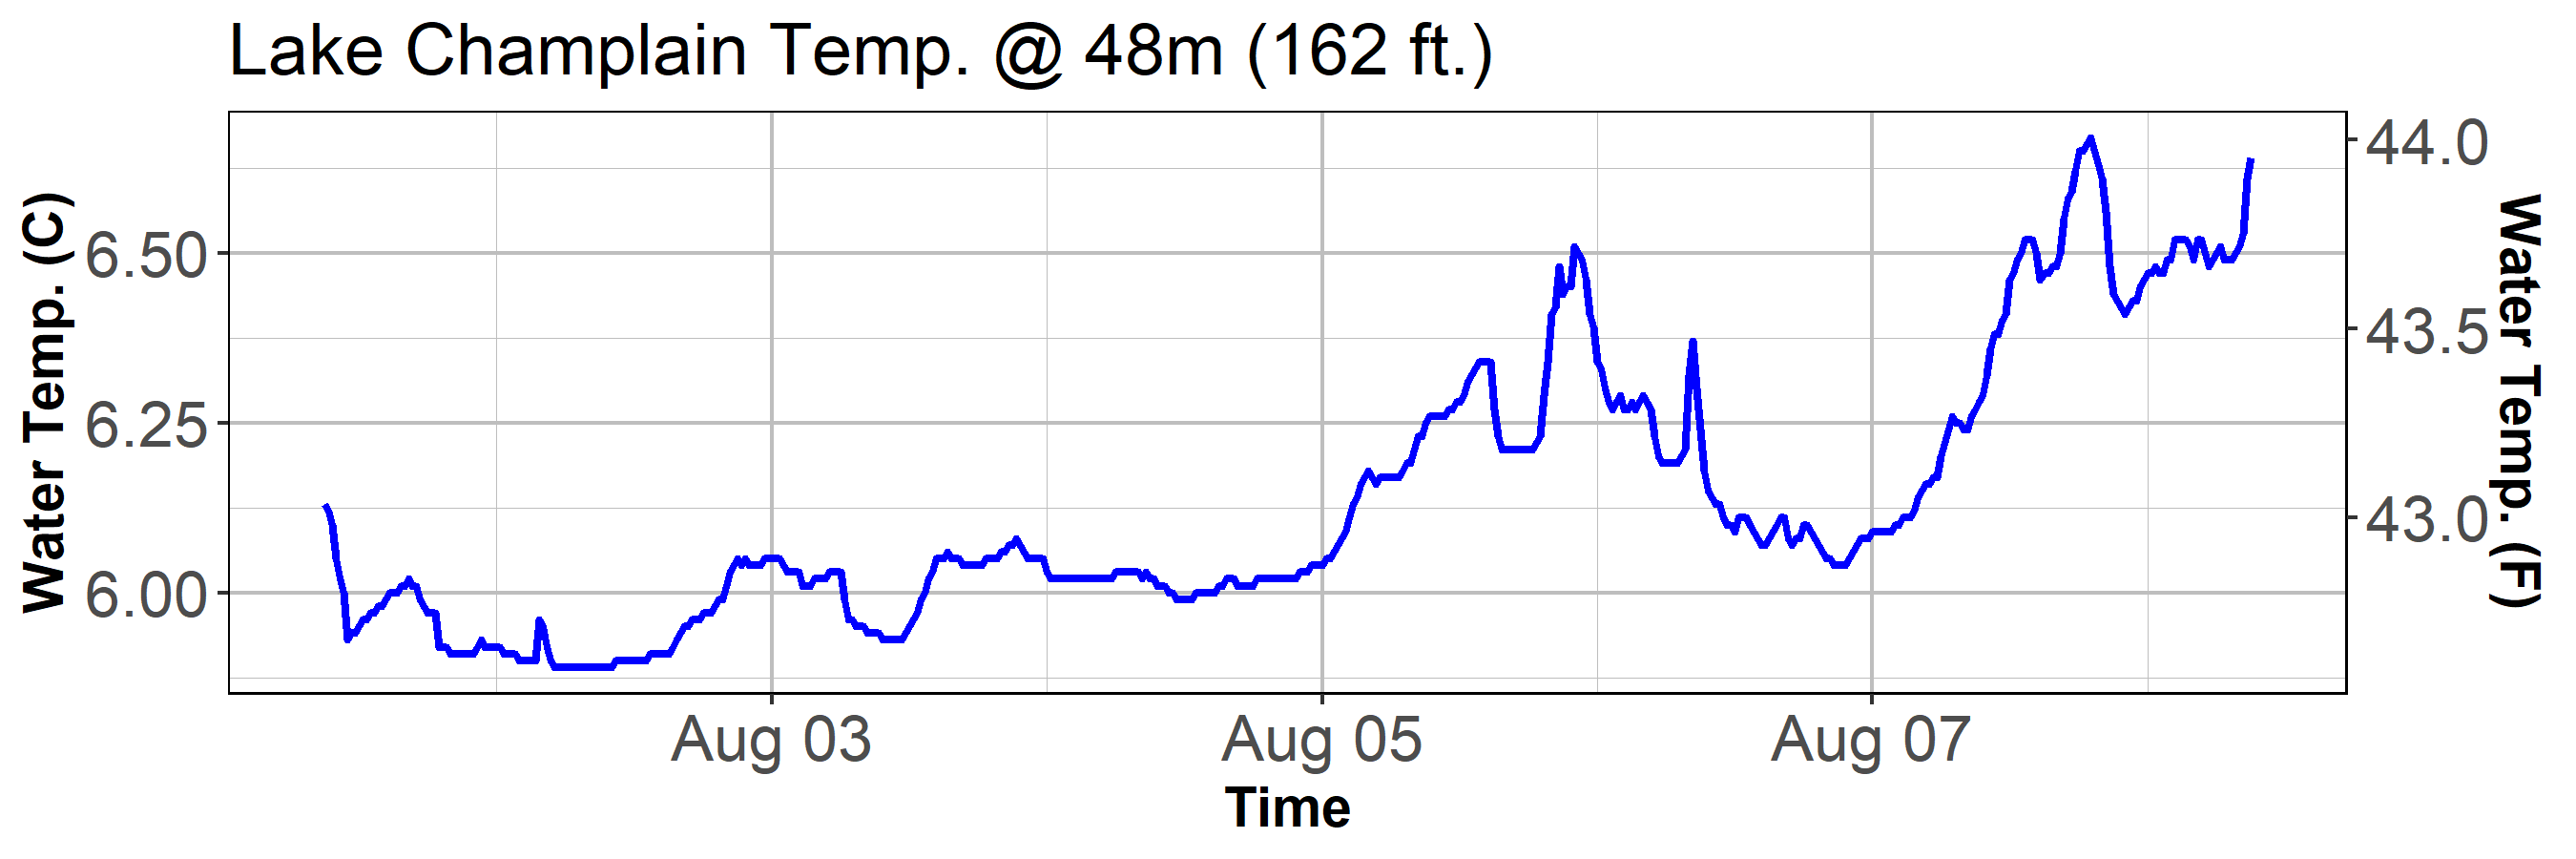 Lake Champlain Temp. @ 48m (162 ft.)
Water Temp. (C)
6.50
6.25
6.00
44.0
43.5
43.0
Water Temp. (F)
Aug 03
Aug 05
Aug 07
Time